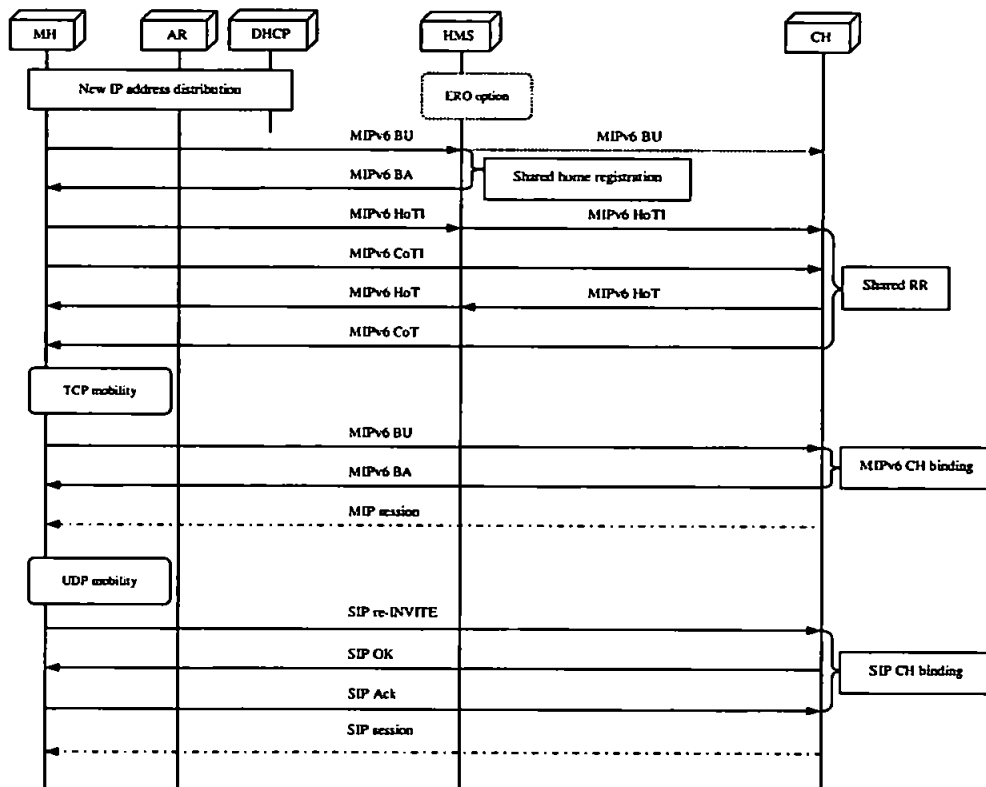 MH
AR
DHCP
HMS
CH
New IP address distribution
ERO option
MIPv6 BU
MIPv6 BU
MIPv6 BA
Shared home registration
MIPv6 HoTI
MIPv6 HoTI
MIPv6 CoTI
Shared RR
MIPv6 HoT
MIPv6 HoT
MIPv6 CoT
TCP mobility
MIPv6 BU
MIPv6 CH binding
MIPv6 BA
MIP session
UDP mobility
SIP re-INVITE
SIP OK
SIP CH binding
SIP Ack
SIP session